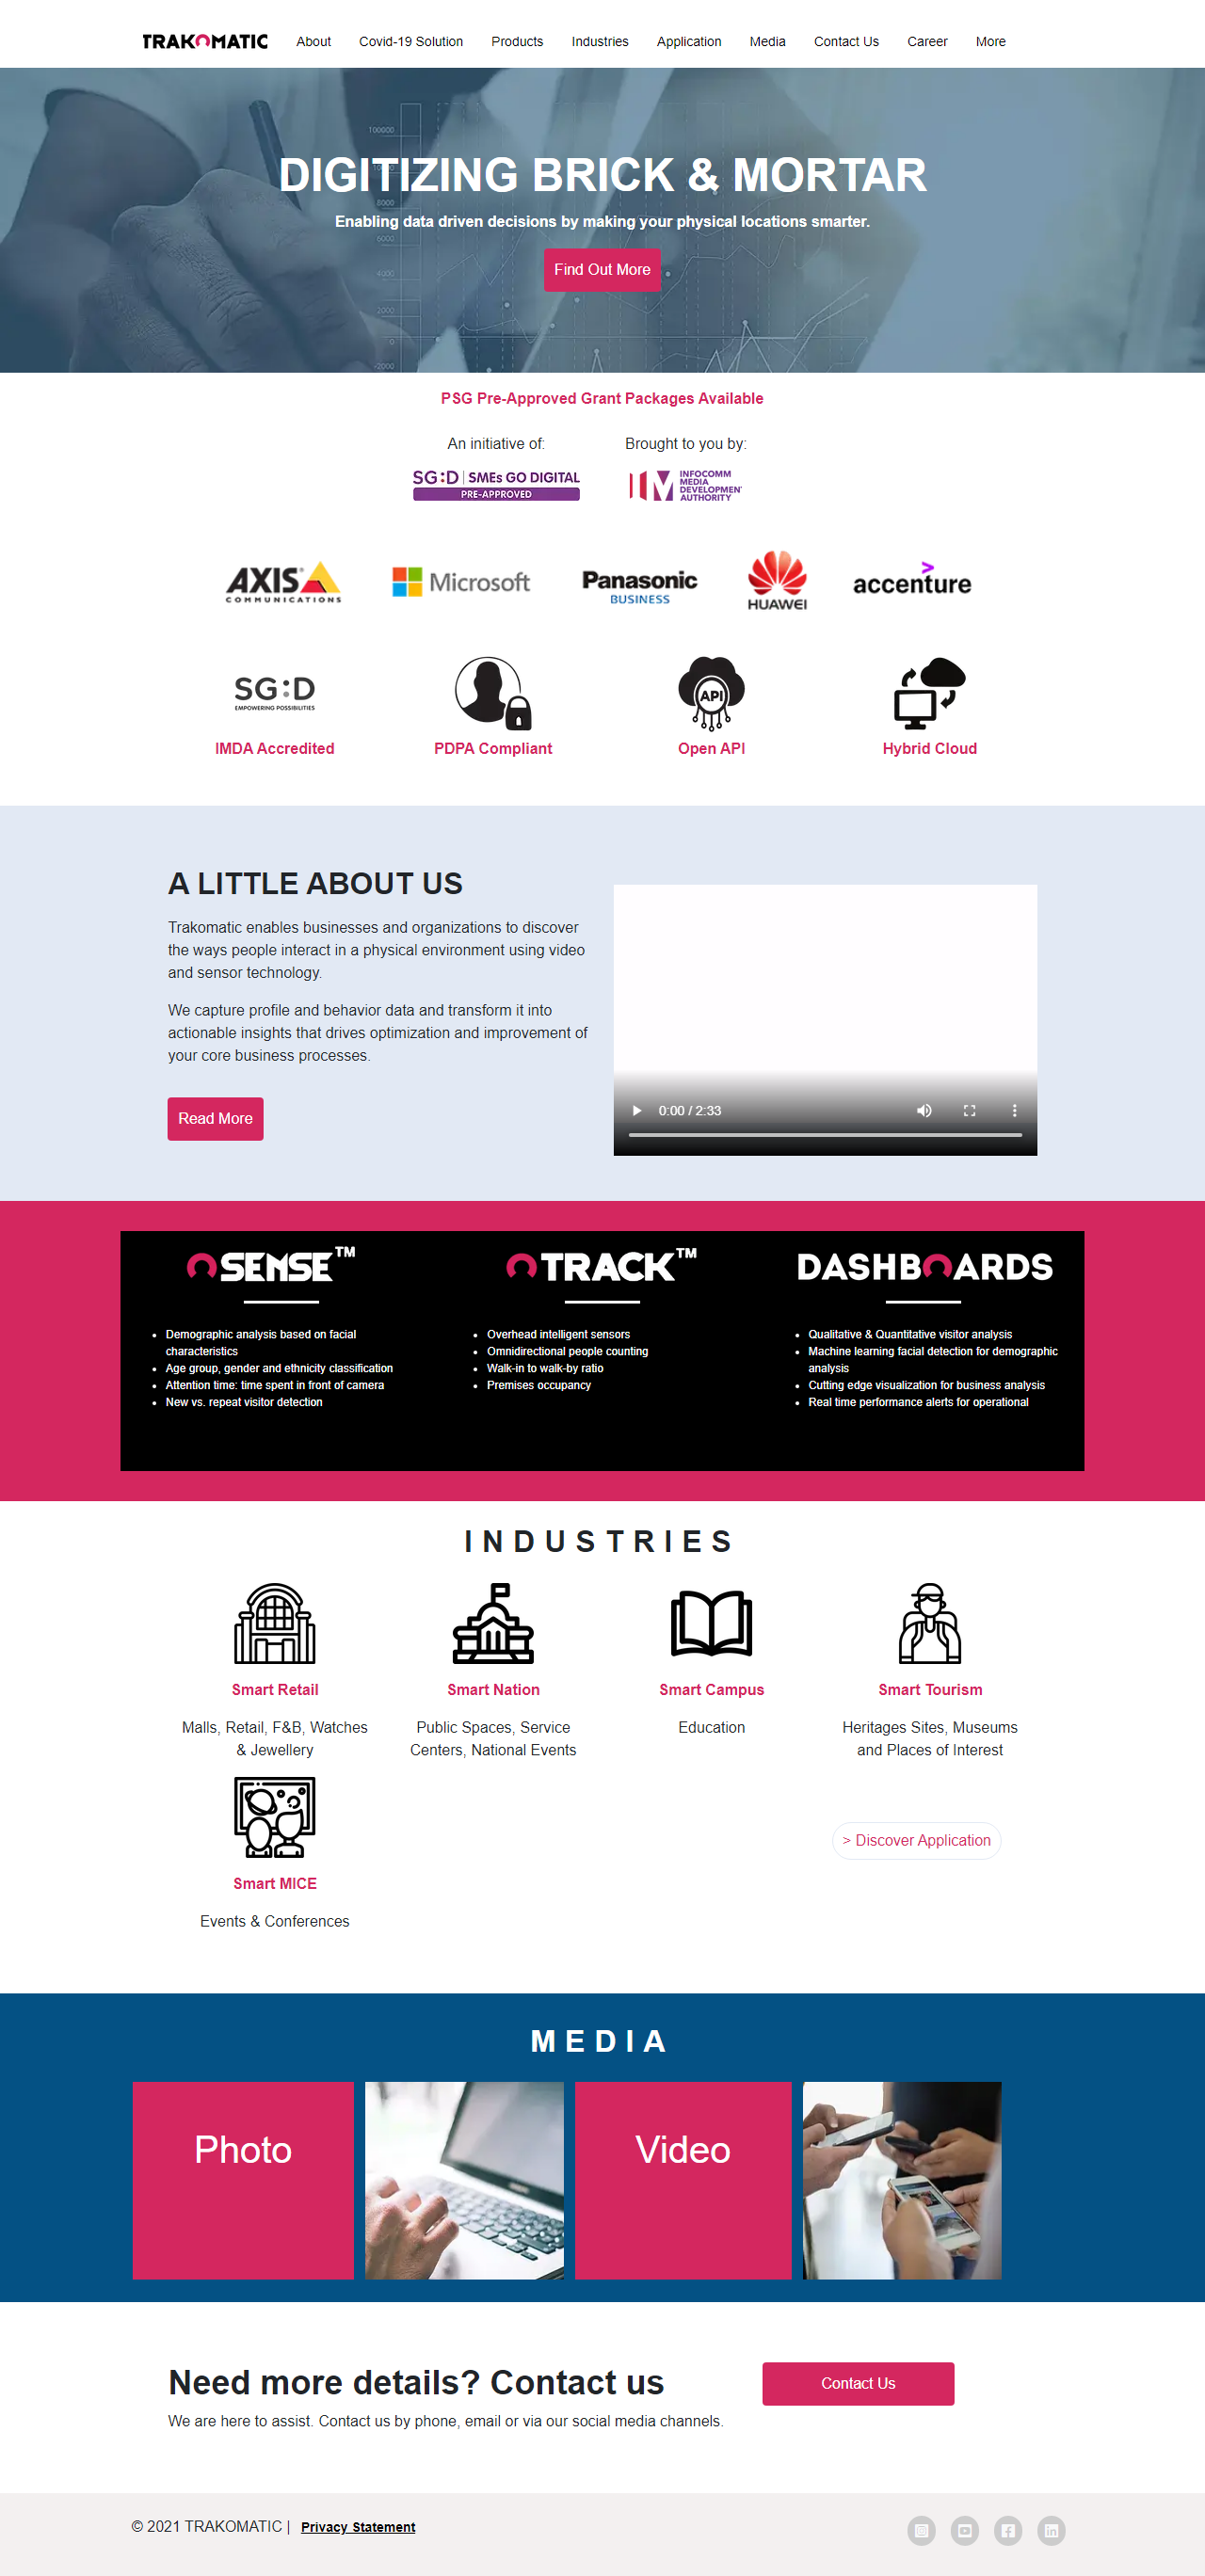 TRAKOMATIC About Covid-19 Solution Products Industries Application Media Contact Us Career More
DIGITIZING BRICK & MORTAR
Enabling data driven decisions by making your physical locations smarter.
Find Out More
100000
8000
6000
4000
2000
0
-2000
PSG Pre-Approved Grant Packages Available
An initiative of:
SG:D | SMEs GO DIGITAL
PRE-APPROVED
Brought to you by:
INFOCOMM
MEDIA
DEVELOPMENT
AUTHORITY
AXIS
COMMUNICATIONS
Microsoft
Panasonic
BUSINESS
HUAWEI
accenture
SG:D
EMPOWERING POSSIBILITIES
IMDA Accredited
PDPA Compliant
API
Open API
Hybrid Cloud
A LITTLE ABOUT US
Trakomatic enables businesses and organizations to discover
the ways people interact in a physical environment using video
and sensor technology.
We capture profile and behavior data and transform it into
actionable insights that drives optimization and improvement of
your core business processes.
Read More
0:00 / 2:33
OSENSE™
Demographic analysis based on facial
characteristics
Age group, gender and ethnicity classification
Attention time: time spent in front of camera
New vs. repeat visitor detection
OTRACK™
Overhead intelligent sensors
Omnidirectional people counting
Walk-in to walk-by ratio
Premises occupancy
DASHBOARDS
Qualitative & Quantitative visitor analysis
Machine learning facial detection for demographic
analysis
Cutting edge visualization for business analysis
Real time performance alerts for operational
INDUSTRIES
Smart Retail
Malls, Retail, F&B, Watches
& Jewellery
Smart Nation
Public Spaces, Service
Centers, National Events
Smart Campus
Education
Smart Tourism
Heritages Sites, Museums
and Places of Interest
Smart MICE
Events & Conferences
> Discover Application
MEDIA
Photo
Video
Need more details? Contact us
We are here to assist. Contact us by phone, email or via our social media channels.
Contact Us
© 2021 TRAKOMATIC | Privacy Statement